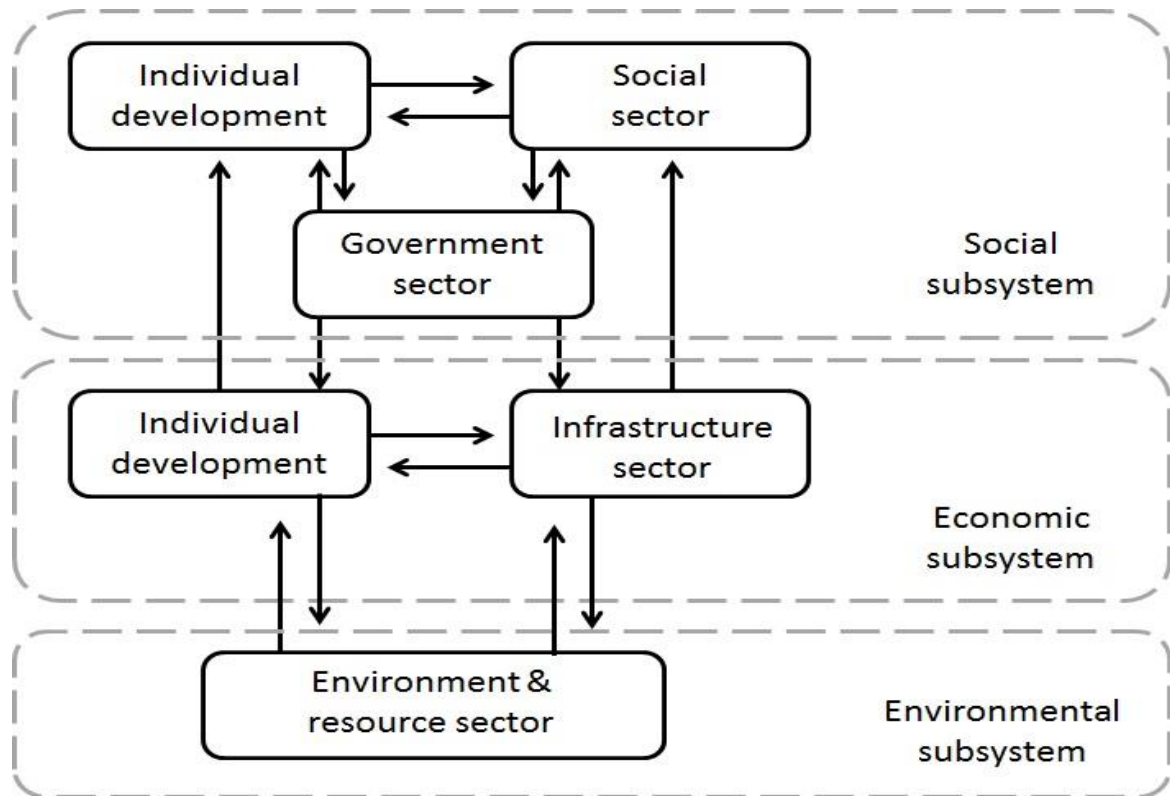 Individual
development
Social
sector
Government
sector
Social
subsystem
Individual
development
Infrastructure
sector
Economic
subsystem
Environment &
resource sector
Environmental
subsystem